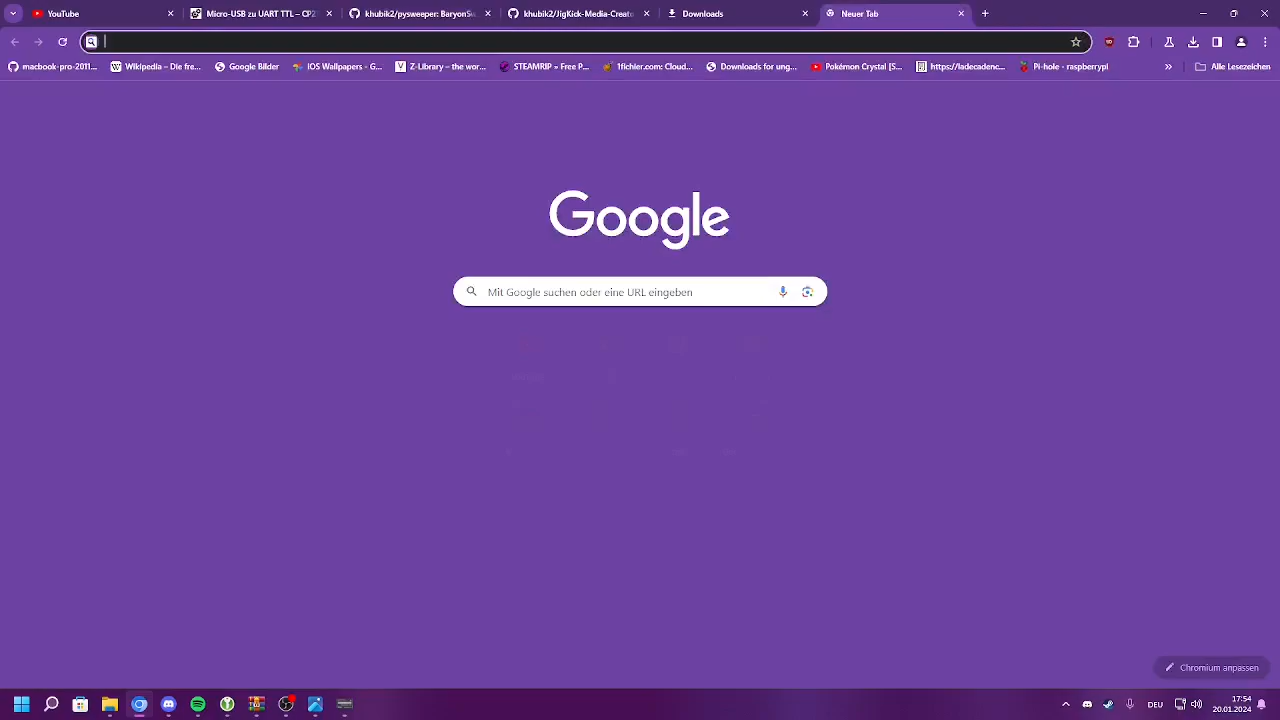 YouTube
Micro-USB zu UART TTL – CP2
khubik2/pysweeper: BaryonSw
khubik2/JigKick-Media-Create
Downloads
Neuer Tab
macbook-pro-2011...
Wikipedia – Die frei...
Google Bilder
iOS Wallpapers - G...
Z-Library – the wor...
STEAMRIP » Free P...
1fichier.com: Cloud...
Downloads for ung...
Pokémon Crystal [S...
https://ladecadenc...
Pi-hole - raspberrypi
»
Alle Lesezeichen
Google
Mit Google suchen oder eine URL eingeben
Chromium anpassen
DEU
17:54
20.01.2024